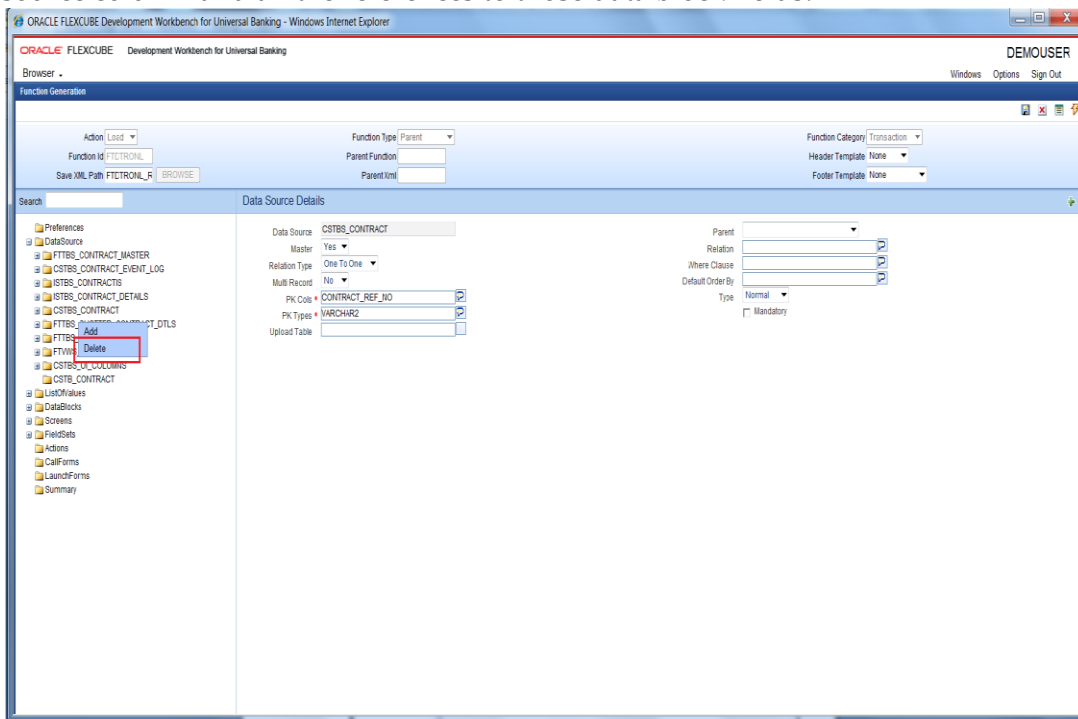 ORACLE FLEXCUBE Development Workbench for Universal Banking - Windows Internet Explorer
ORACLE FLEXCUBE Development Workbench for Universal Banking
DEMOUSER
Browser
Windows Options Sign Out
Function Generation
Action Load Function Type Parent Function Category Transaction
Function Id FTCTRONL Parent Function Header Template None
Save XML Path FTCTRONL_R BROWSE Parent Xml Footer Template None
Search Data Source Details
Preferences
DataSource
FTTBS_CONTRACT_MASTER
CSTBS_CONTRACT_EVENT_LOG
ISTBS_CONTRACTIS
ISTBS_CONTRACT_DETAILS
CSTBS_CONTRACT
FTTBS_ CT_DTLS
FTTBS_
FTVWS
CSTBS_UI_COLUMNS
CSTB_CONTRACT
ListOfValues
DataBlocks
Screens
FieldSets
Actions
CallForms
LaunchForms
Summary
Add
Delete
Data Source CSTBS_CONTRACT Parent
Master Yes Relation
Relation Type One To One Where Clause
Multi Record No Default Order By
PK Cols * CONTRACT_REF_NO Type Normal
PK Types * VARCHAR2 Mandatory
Upload Table